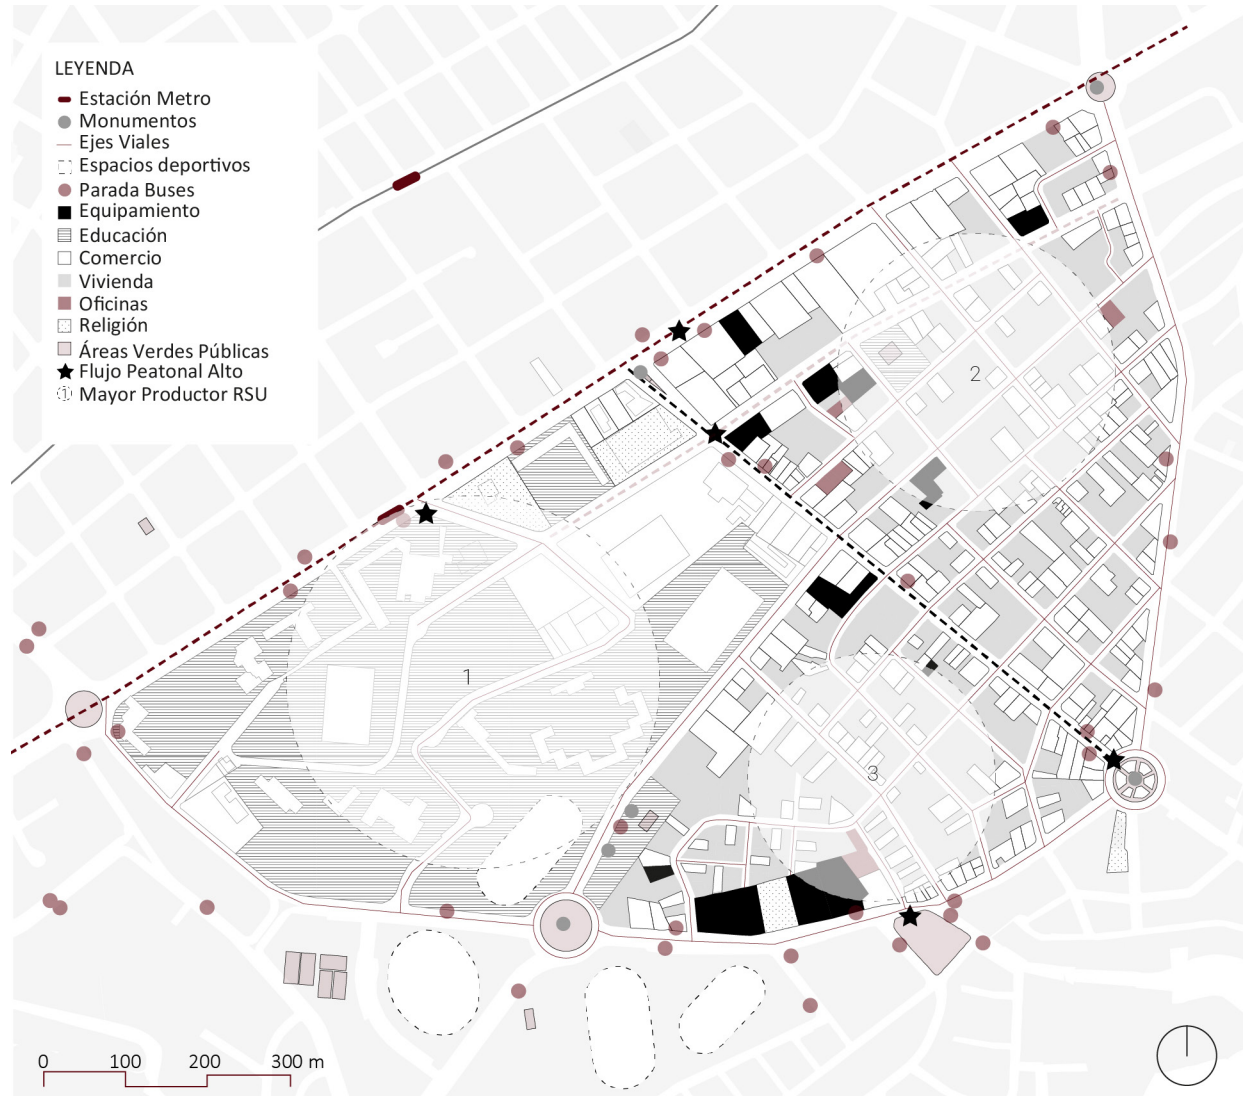 LEYENDA
Estación Metro
Monumentos
Ejes Viales
Espacios deportivos
Parada Buses
Equipamiento
Educación
Comercio
Vivienda
Oficinas
Religión
Áreas Verdes Públicas
Flujo Peatonal Alto
1 Mayor Productor RSU
2
1
3
0 100 200 300 m